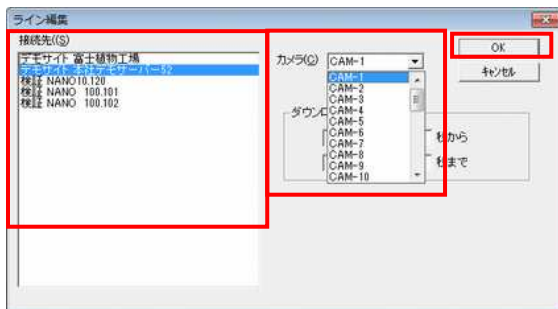 ライン編集
接続先((S)
デモサイト 富士植物工場
デモサイト 本社デモサーバー52
検証 NANO10.120
検証 NANO 100.101
検証 NANO 100.102
カメラ(C) CAM-1
CAM-1
CAM-2
CAM-3
CAM-4
CAM-5
CAM-6
CAM-7
CAM-8
CAM-9
CAM-10
ダウンロ
秒から
秒まで
OK
キャンセル